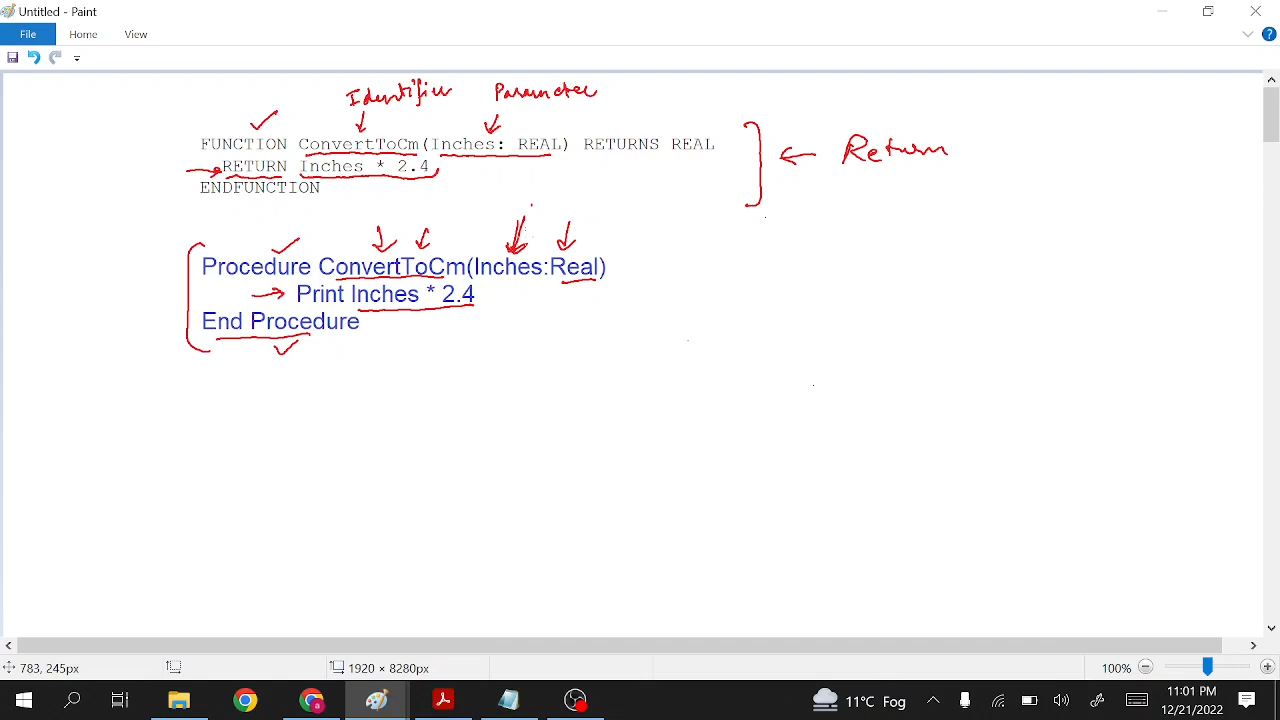 Untitled - Paint
File Home View
Identifier Parameter
FUNCTION ConvertToCm(Inches: REAL) RETURNS REAL
RETURN Inches * 2.4
ENDFUNCTION
Return
Procedure ConvertToCm(Inches:Real)
Print Inches * 2.4
End Procedure
783, 245px 1920 × 8280px 100%
11°C Fog
11:01 PM
12/21/2022